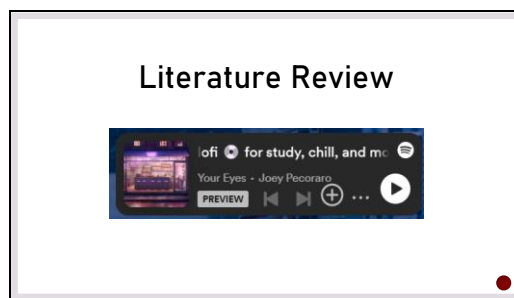 Literature Review
lofi for study, chill, and mo
Your Eyes - Joey Pecoraro
PREVIEW